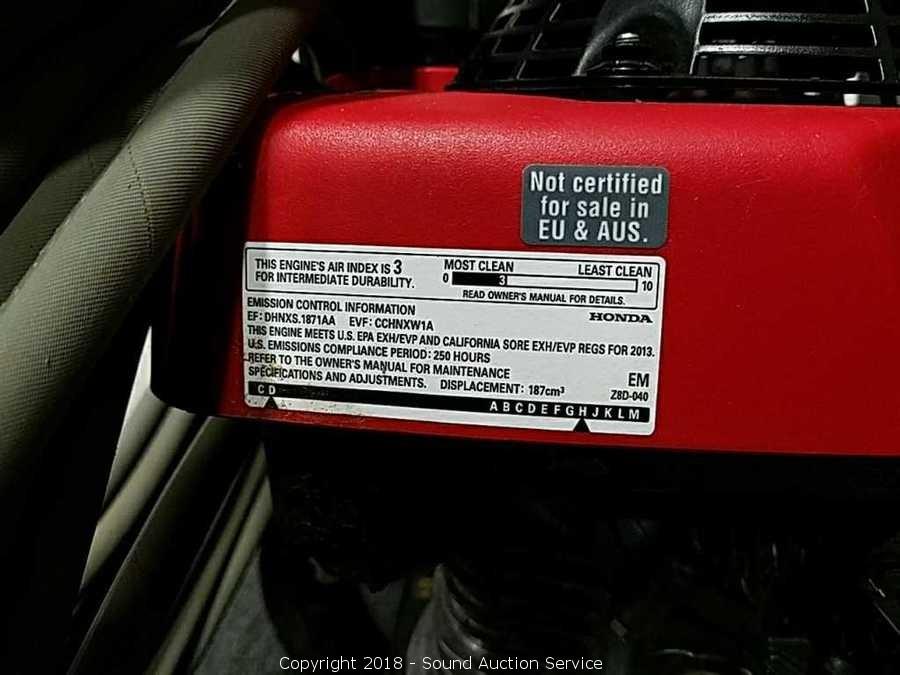 Not certified
for sale in
EU & AUS.
THIS ENGINE'S AIR INDEX IS 3
FOR INTERMEDIATE DURABILITY.
MOST CLEAN LEAST CLEAN
0 3 10
READ OWNER'S MANUAL FOR DETAILS.
EMISSION CONTROL INFORMATION
HONDA
EF: DHNXS.1871AA EVF: CCHNXW1A
THIS ENGINE MEETS U.S. EPA EXH/EVP AND CALIFORNIA SORE EXH/EVP REGS FOR 2013.
U.S. EMISSIONS COMPLIANCE PERIOD: 250 HOURS
REFER TO THE OWNER'S MANUAL FOR MAINTENANCE
SPECIFICATIONS AND ADJUSTMENTS. DISPLACEMENT: 187cm³
EM
Z8D-040
C D
A B C D E F G H J K L M
Copyright 2018 - Sound Auction Service